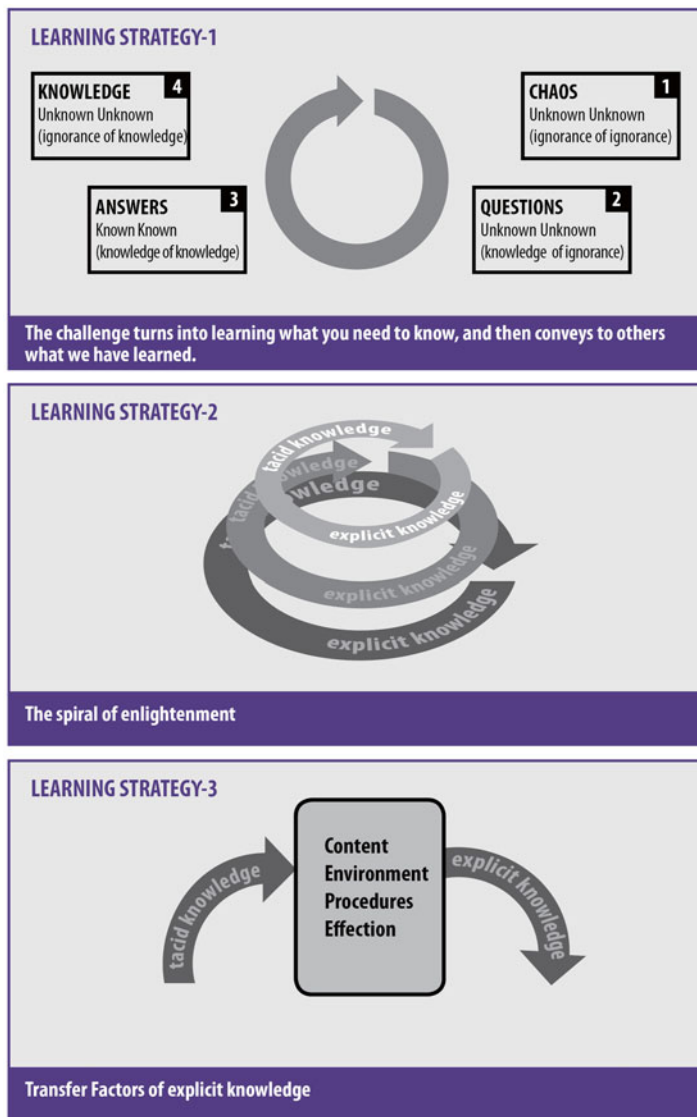 LEARNING STRATEGY-1
KNOWLEDGE 4
Unknown Unknown
(ignorance of knowledge)
CHAOS 1
Unknown Unknown
(ignorance of ignorance)
ANSWERS 3
Known Known
(knowledge of knowledge)
QUESTIONS 2
Unknown Unknown
(knowledge of ignorance)
The challenge turns into learning what you need to know, and then conveys to others
what we have learned.
LEARNING STRATEGY-2
tacid knowledge
explicit knowledge
tacid knowledge
explicit knowledge
knowledge
explicit knowledge
The spiral of enlightenment
LEARNING STRATEGY-3
tacid knowledge
Content
Environment
Procedures
Effection
explicit knowledge
Transfer Factors of explicit knowledge